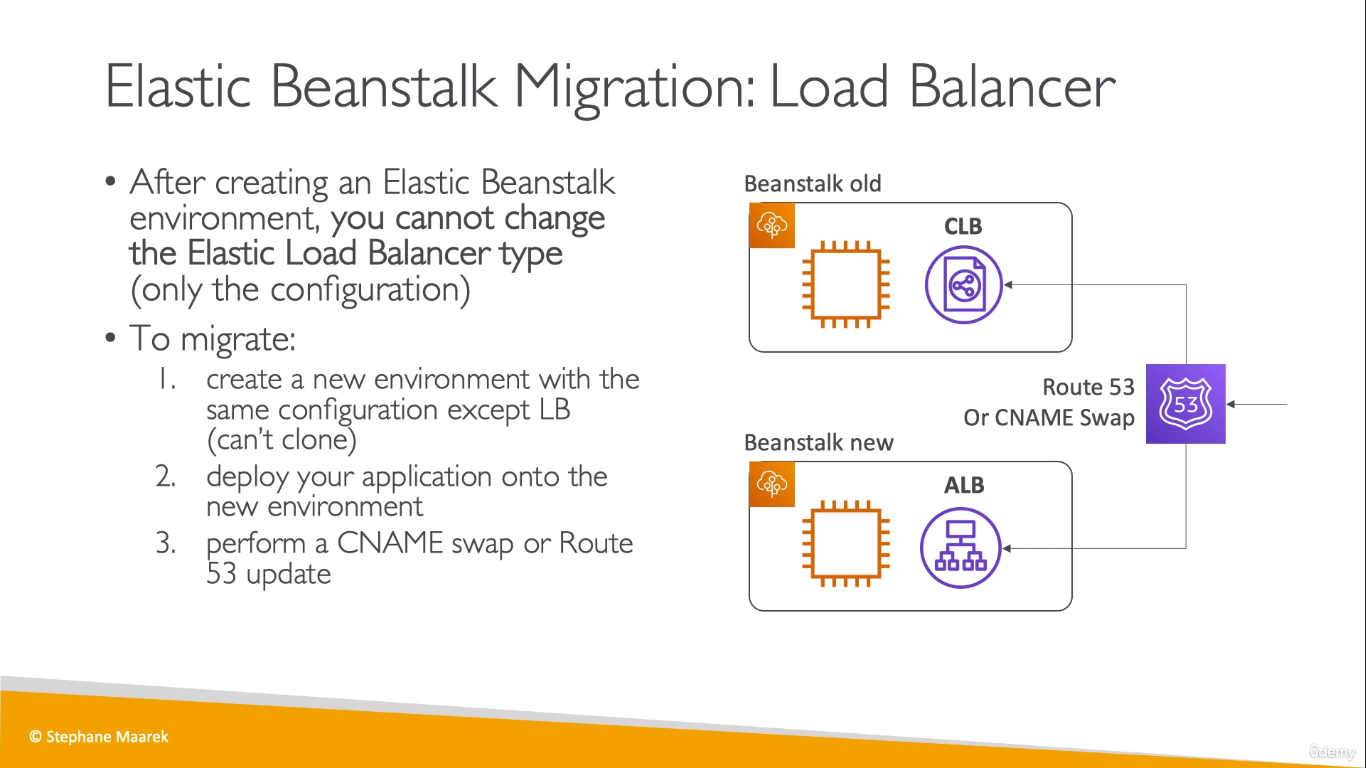 Elastic Beanstalk Migration: Load Balancer
• After creating an Elastic Beanstalk
environment, you cannot change
the Elastic Load Balancer type
(only the configuration)
• To migrate:
1. create a new environment with the
same configuration except LB
(can't clone)
2. deploy your application onto the
new environment
3. perform a CNAME swap or Route
53 update
Beanstalk old
CLB
Route 53
Or CNAME Swap
53
Beanstalk new
ALB
© Stephane Maarek
ûdemy